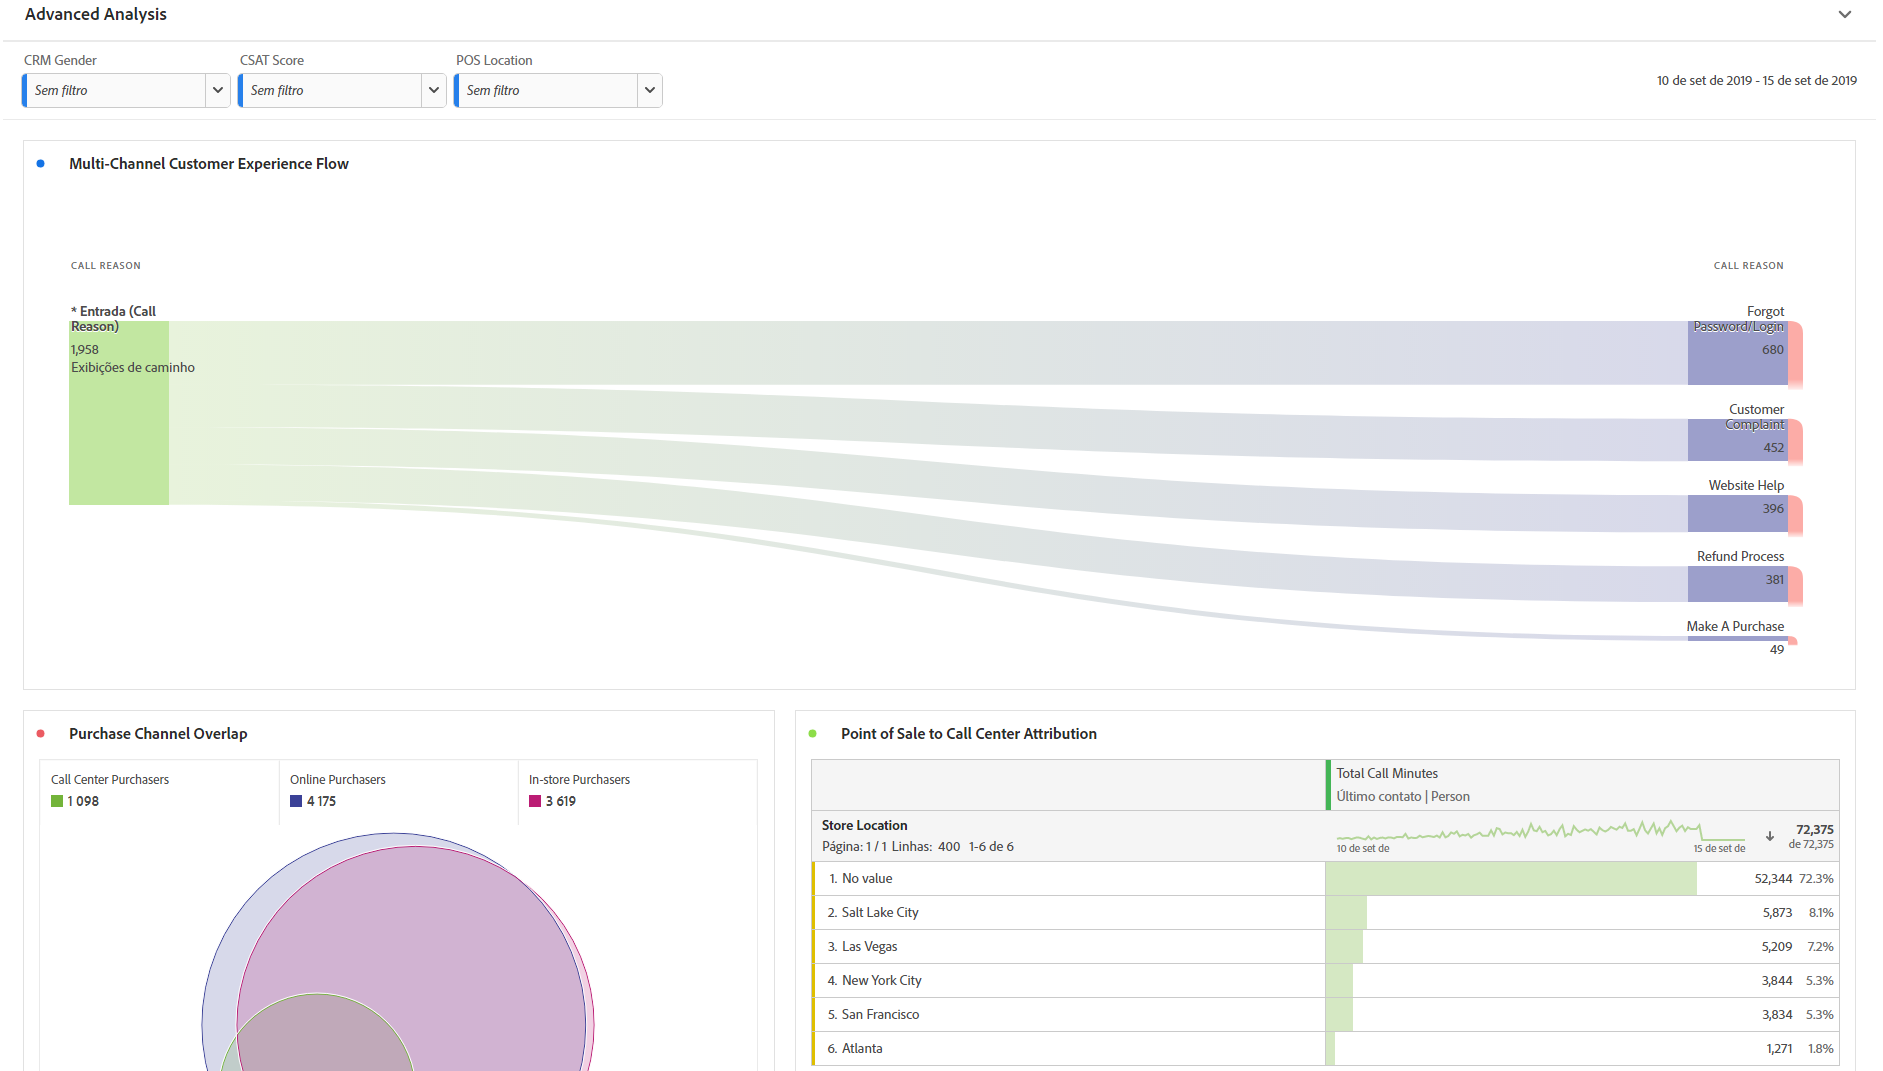 Advanced Analysis
CRM Gender
CSAT Score
POS Location
Sem filtro
Sem filtro
Sem filtro
10 de set de 2019 - 15 de set de 2019
Multi-Channel Customer Experience Flow
CALL REASON
CALL REASON
* Entrada (Call
Reason)
1,958
Exibições de caminho
Forgot
Password/Login
680
Customer
Complaint
452
Website Help
396
Refund Process
381
Make A Purchase
49
Purchase Channel Overlap
Call Center Purchasers
1 098
Online Purchasers
4 175
In-store Purchasers
3 619
Point of Sale to Call Center Attribution
Total Call Minutes
Último contato | Person
Store Location
Página: 1 / 1 Linhas: 400 1-6 de 6
10 de set de
15 de set de
72,375
de 72,375
1. No value 52,344 72.3%
2. Salt Lake City 5,873 8.1%
3. Las Vegas 5,209 7.2%
4. New York City 3,844 5.3%
5. San Francisco 3,834 5.3%
6. Atlanta 1,271 1.8%